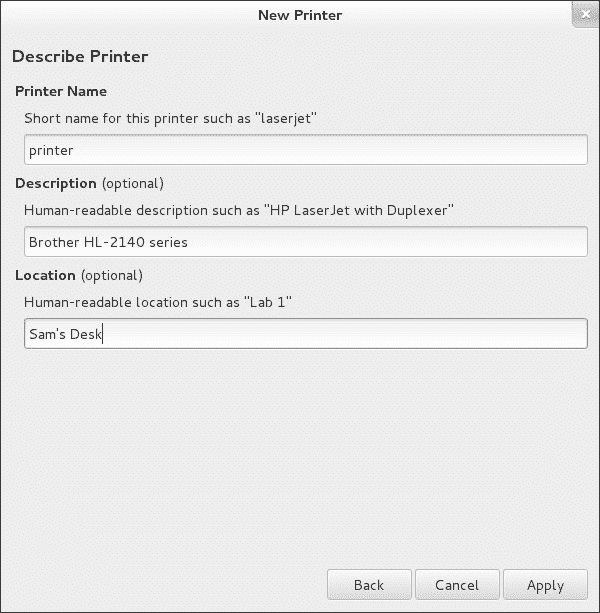 New Printer
Describe Printer
Printer Name
Short name for this printer such as "laserjet"
printer
Description (optional)
Human-readable description such as "HP LaserJet with Duplexer"
Brother HL-2140 series
Location (optional)
Human-readable location such as "Lab 1"
Sam's Desk
Back Cancel Apply